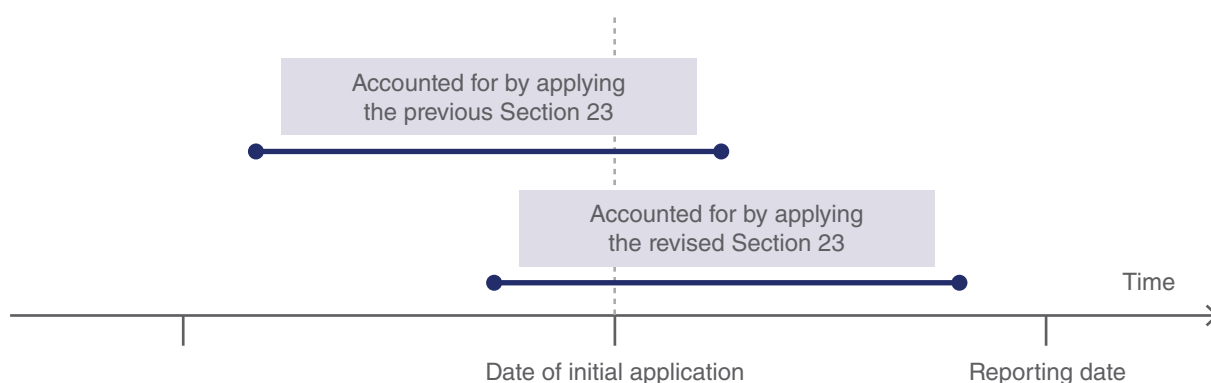 Accounted for by applying
the previous Section 23
Accounted for by applying
the revised Section 23
Time
Date of initial application
Reporting date